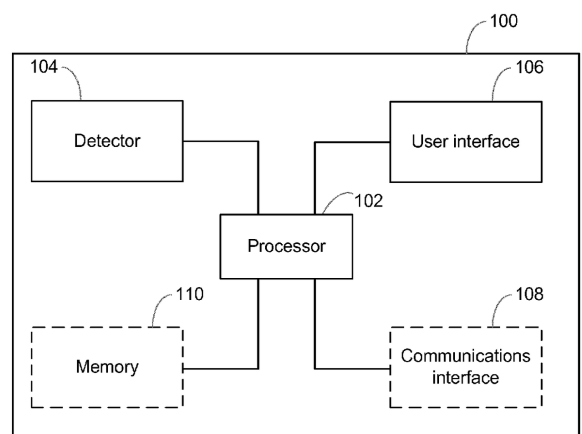 100
104
106
Detector
User interface
102
Processor
110
108
Memory
Communications
interface